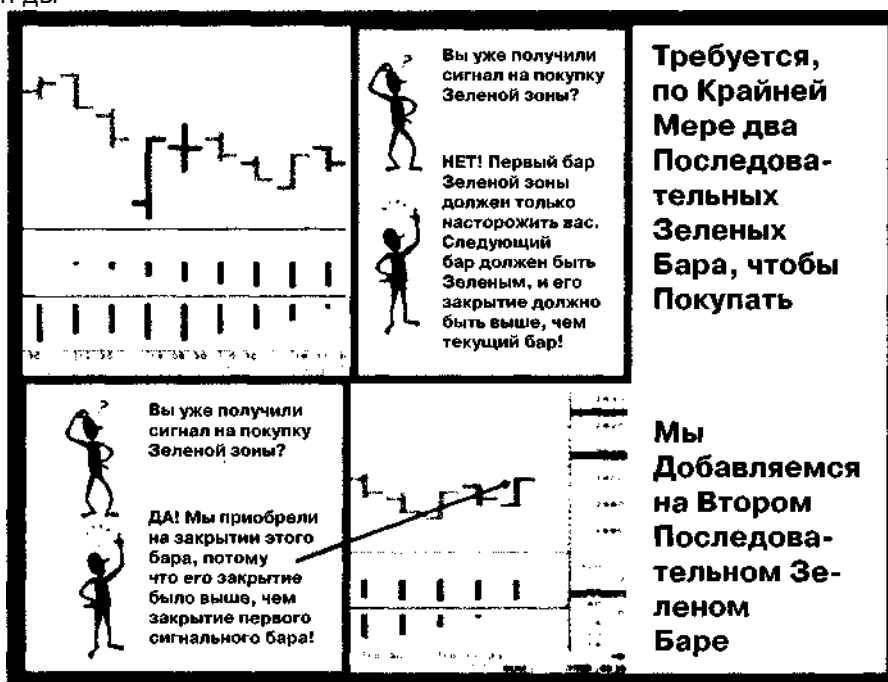 Вы уже получили
сигнал на покупку
Зеленой зоны?
НЕТ! Первый бар
Зеленой зоны
должен только
насторожить вас.
Следующий
бар должен быть
Зеленым, и его
закрытие должно
быть выше, чем
текущий бар!
Требуется,
по Крайней
Мере два
Последова-
тельных
Зеленых
Бара, чтобы
Покупать
Вы уже получили
сигнал на покупку
Зеленой зоны?
ДА! Мы приобрели
на закрытии этого
бара, потому
что его закрытие
было выше, чем
закрытие первого
сигнального бара!
Мы
Добавляемся
на Втором
Последова-
тельном Зе-
леном
Баре